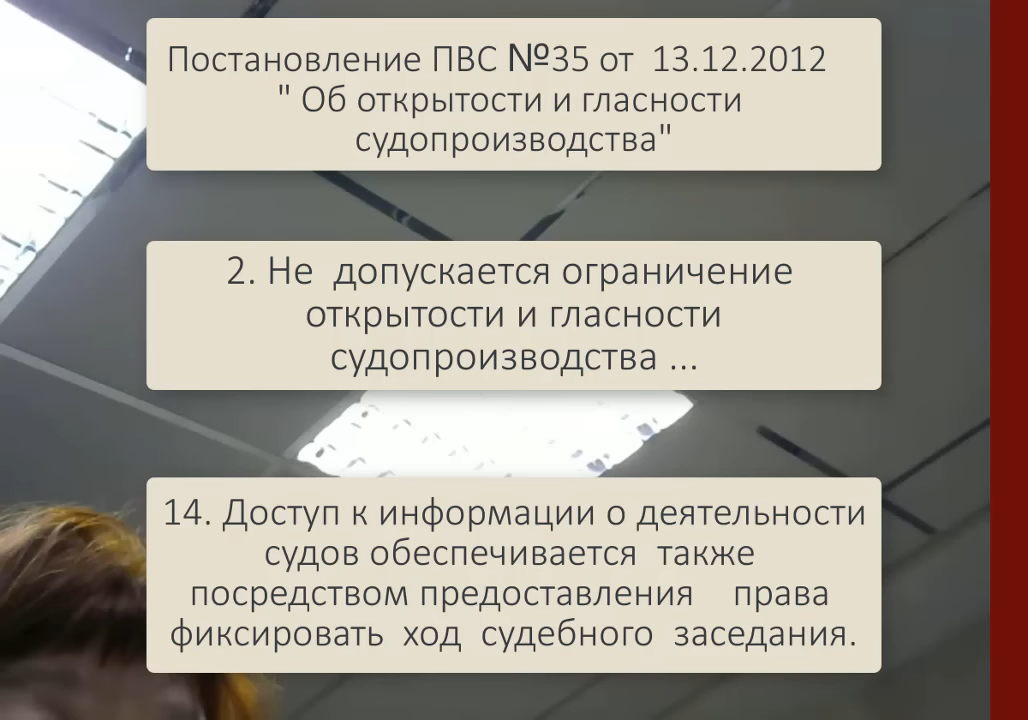 Постановление ПВС №35 от 13.12.2012
" Об открытости и гласности
судопроизводства"
2. Не допускается ограничение
открытости и гласности
судопроизводства ...
14. Доступ к информации о деятельности
судов обеспечивается также
посредством предоставления права
фиксировать ход судебного заседания.